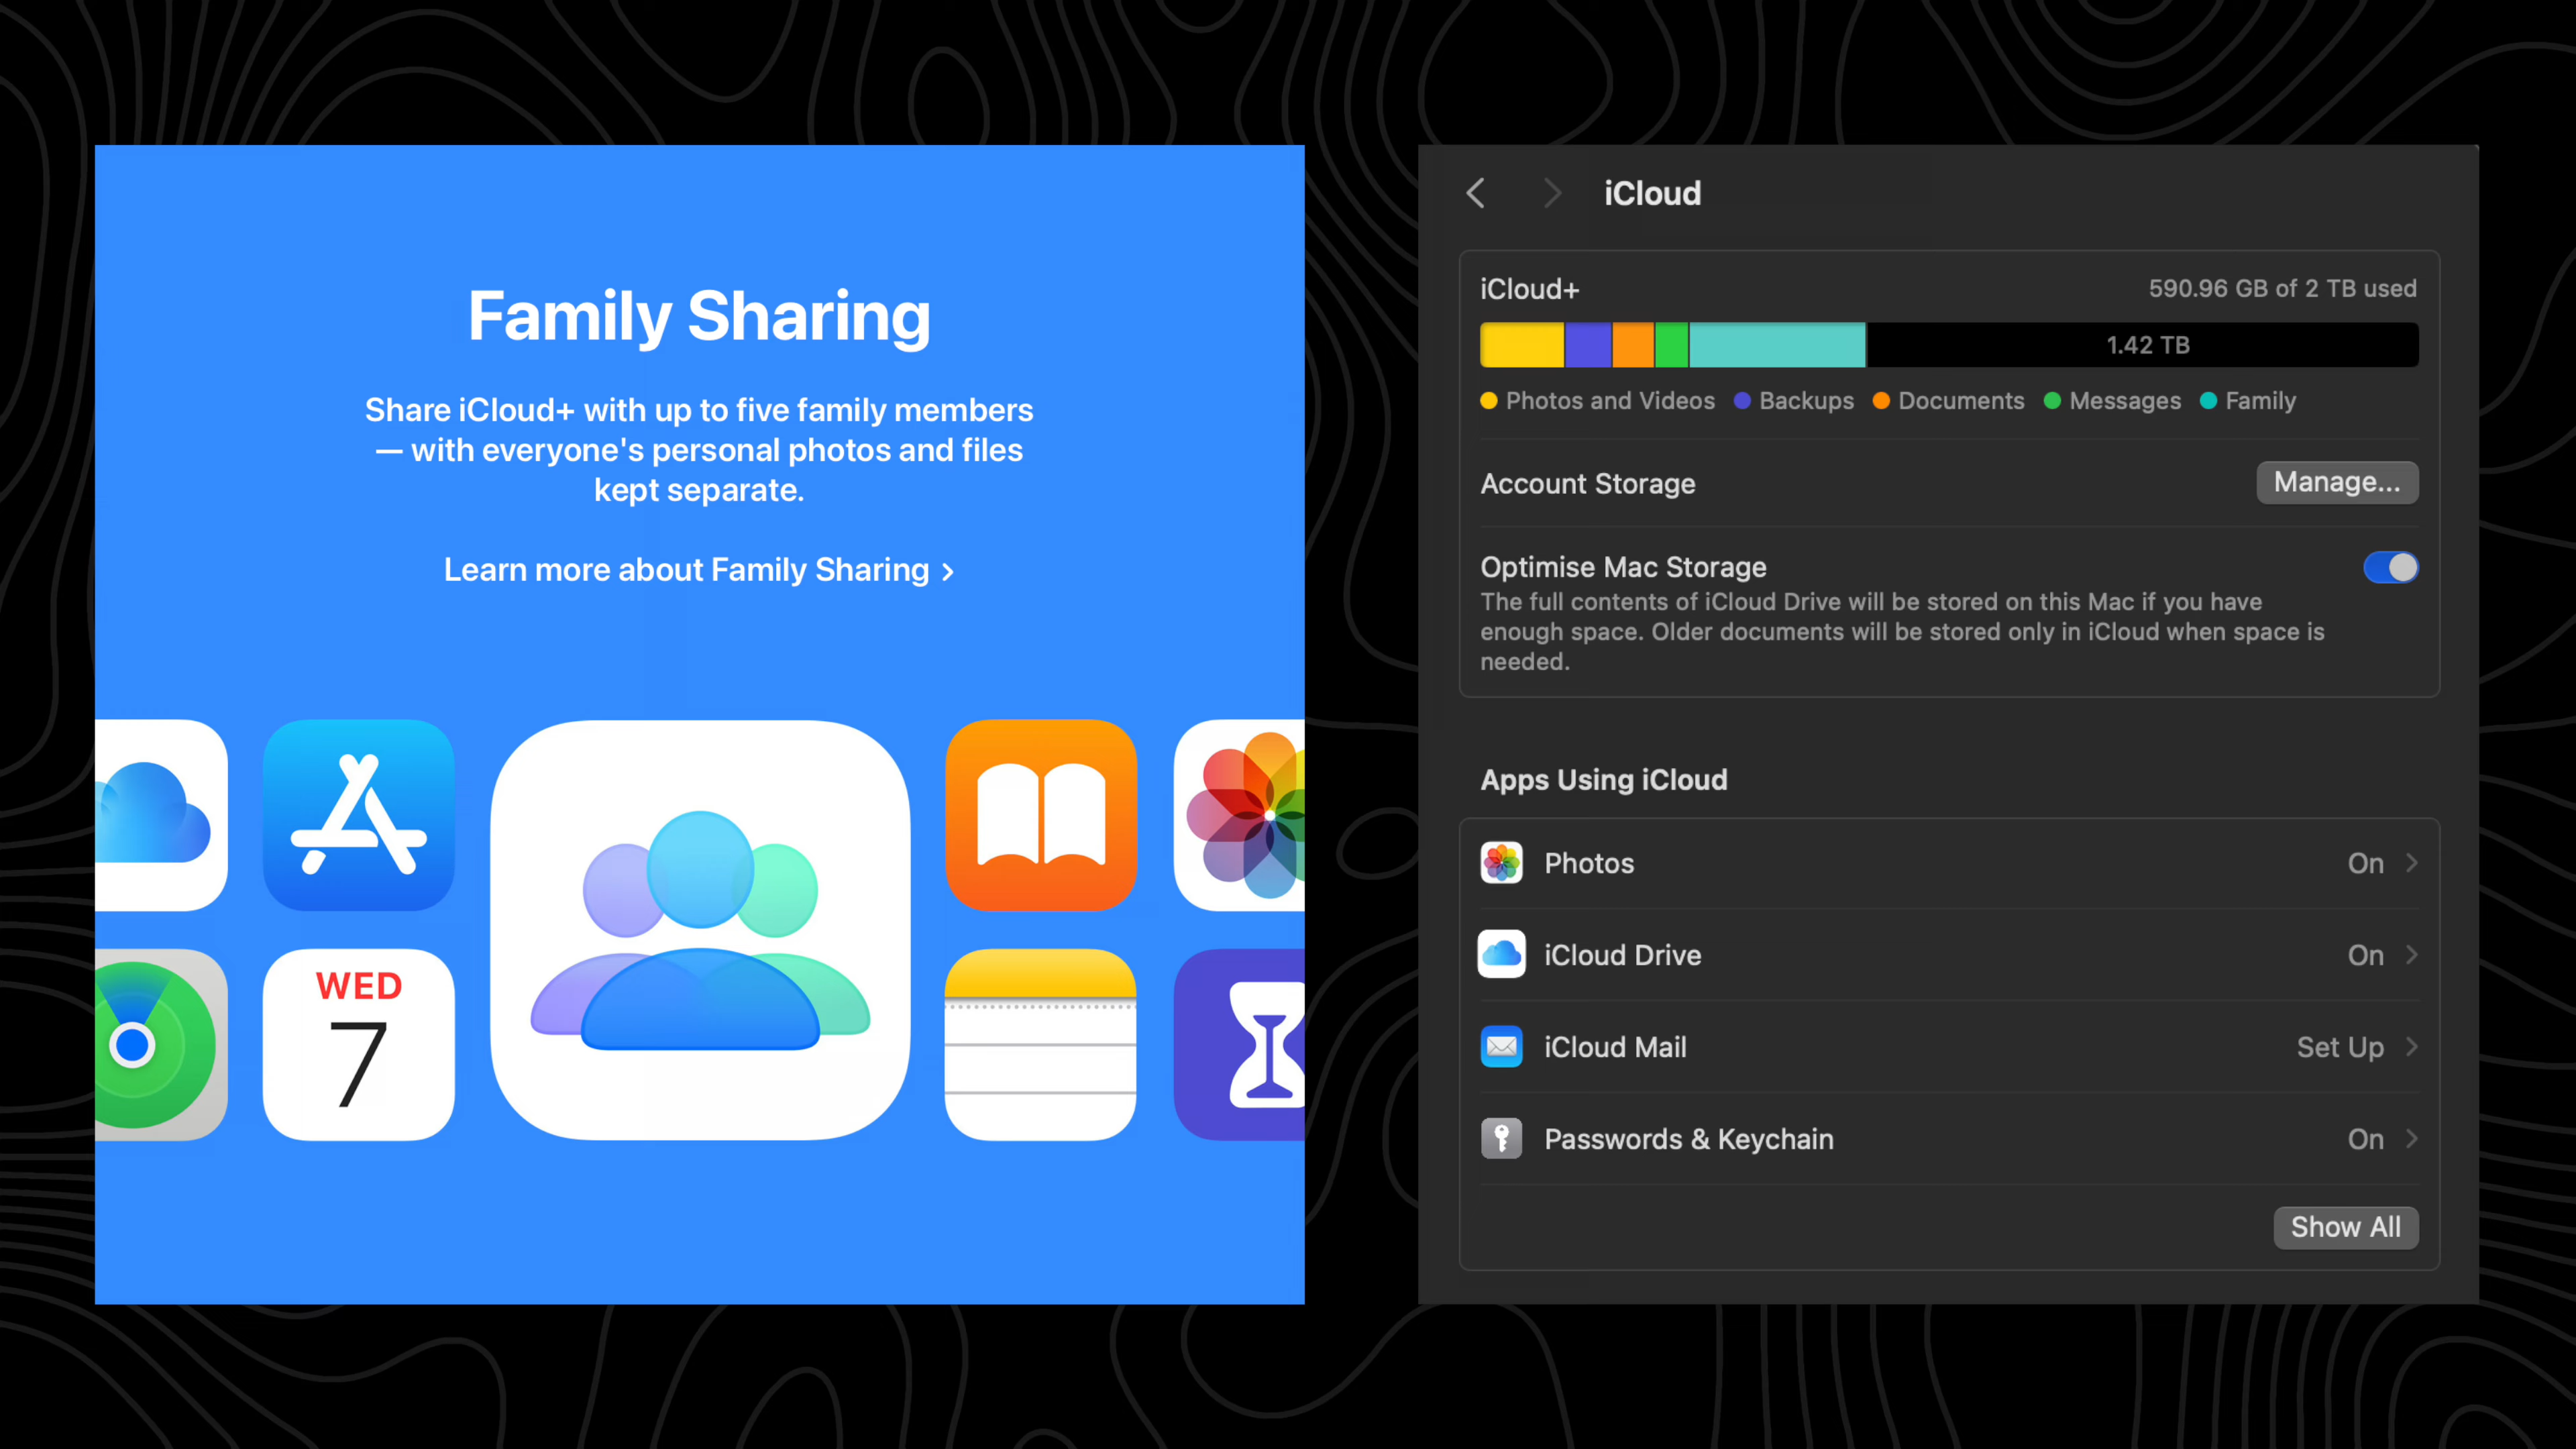 Family Sharing
Share iCloud+ with up to five family members
— with everyone's personal photos and files
kept separate.
Learn more about Family Sharing >
WED
7
iCloud
iCloud+
590.96 GB of 2 TB used
1.42 TB
Photos and Videos
Backups
Documents
Messages
Family
Account Storage
Manage...
Optimise Mac Storage
The full contents of iCloud Drive will be stored on this Mac if you have
enough space. Older documents will be stored only in iCloud when space is
needed.
Apps Using iCloud
Photos
On
iCloud Drive
On
iCloud Mail
Set Up
Passwords & Keychain
On
Show All